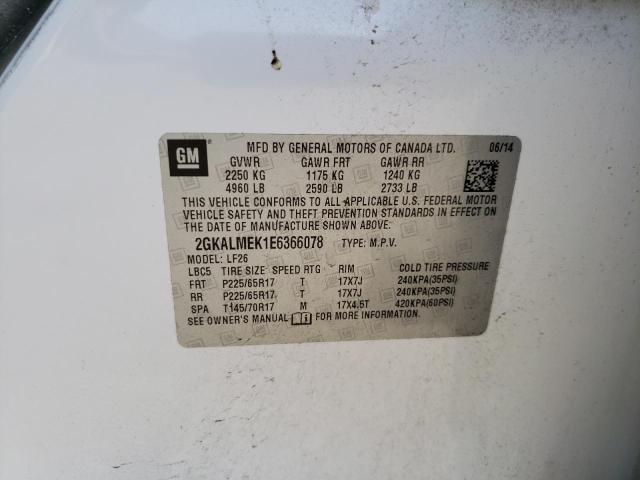 GM
MFD BY GENERAL MOTORS OF CANADA LTD. 06/14
GVWR GAWR FRT GAWR RR
2250 KG 1175 KG 1240 KG
4960 LB 2590 LB 2733 LB
THIS VEHICLE CONFORMS TO ALL APPLICABLE U.S. FEDERAL MOTOR
VEHICLE SAFETY AND THEFT PREVENTION STANDARDS IN EFFECT ON
THE DATE OF MANUFACTURE SHOWN ABOVE.
2GKALMEK1E6366078 TYPE: M.P.V.
MODEL: LF26
LBC5 TIRE SIZE SPEED RTG RIM COLD TIRE PRESSURE
FRT P225/65R17 T 17X7J 240KPA(35PSI)
RR P225/65R17 T 17X7J 240KPA(35PSI)
SPA T145/70R17 M 17X4.5T 420KPA(60PSI)
SEE OWNER'S MANUAL FOR MORE INFORMATION.